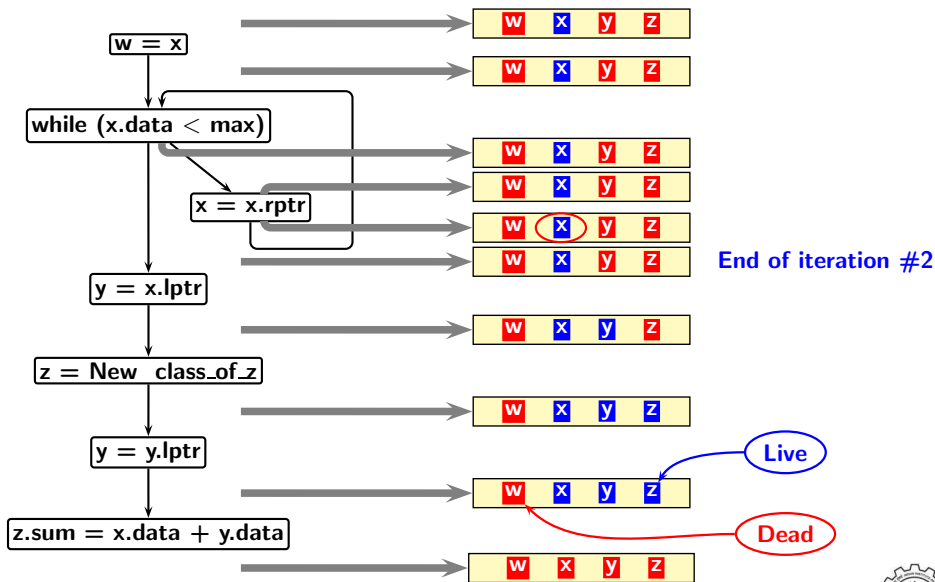 w x y z
w = x
w x y z
while (x.data < max)
w x y z
w x y z
x = x.rptr
w x y z
w x y z
End of iteration #2
y = x.lptr
w x y z
z = New class_of_z
w x y z
y = y.lptr
Live
w x y z
z.sum = x.data + y.data
Dead
w x y z